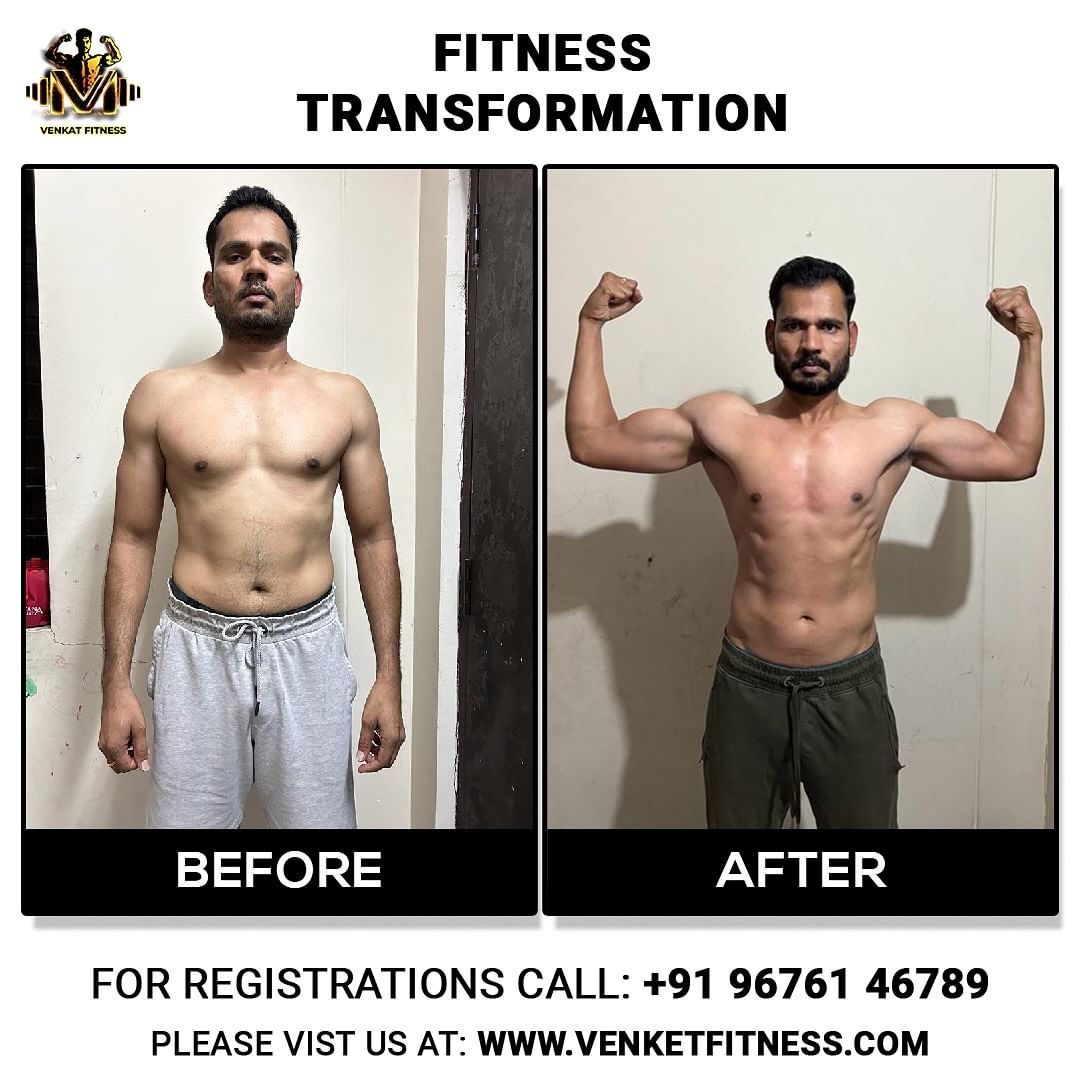 VENKAT FITNESS
FITNESS
TRANSFORMATION
BEFORE
AFTER
FOR REGISTRATIONS CALL: +91 96761 46789
PLEASE VIST US AT: WWW.VENKETFITNESS.COM